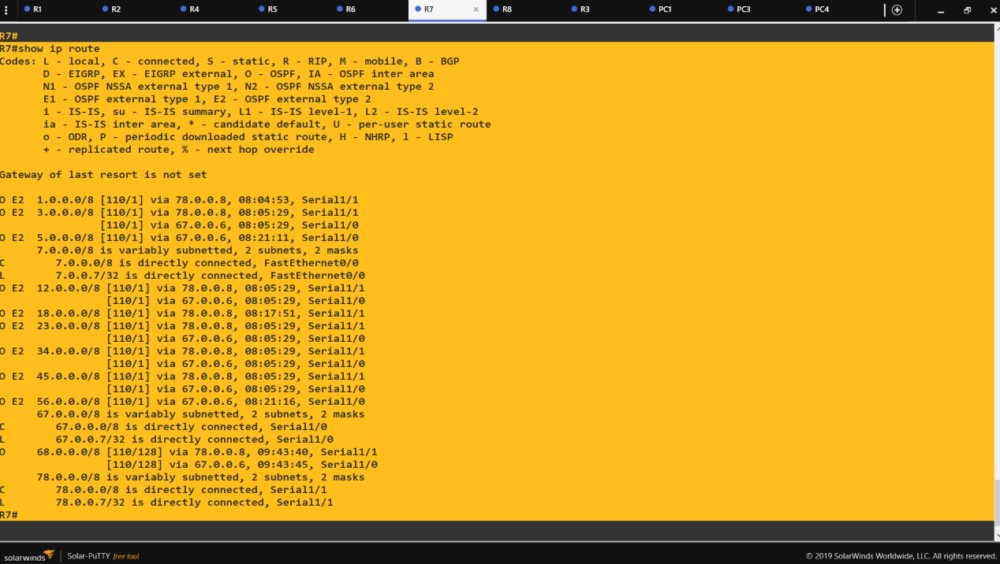 R1 R2 R4 R5 R6 R7 × R8 R3 PC1 PC3 PC4
R7#
R7#show ip route
Codes: L - local, C - connected, S - static, R - RIP, M - mobile, B - BGP
       D - EIGRP, EX - EIGRP external, O - OSPF, IA - OSPF inter area
       N1 - OSPF NSSA external type 1, N2 - OSPF NSSA external type 2
       E1 - OSPF external type 1, E2 - OSPF external type 2
       i - IS-IS, su - IS-IS summary, L1 - IS-IS level-1, L2 - IS-IS level-2
       ia - IS-IS inter area, * - candidate default, U - per-user static route
       o - ODR, P - periodic downloaded static route, H - NHRP, l - LISP
       + - replicated route, % - next hop override
Gateway of last resort is not set
O E2  1.0.0.0/8 [110/1] via 78.0.0.8, 08:04:53, Serial1/1
O E2  3.0.0.0/8 [110/1] via 78.0.0.8, 08:05:29, Serial1/1
                [110/1] via 67.0.0.6, 08:05:29, Serial1/0
O E2  5.0.0.0/8 [110/1] via 67.0.0.6, 08:21:11, Serial1/0
      7.0.0.0/8 is variably subnetted, 2 subnets, 2 masks
C        7.0.0.0/8 is directly connected, FastEthernet0/0
L        7.0.0.7/32 is directly connected, FastEthernet0/0
O E2  12.0.0.0/8 [110/1] via 78.0.0.8, 08:05:29, Serial1/1
                 [110/1] via 67.0.0.6, 08:05:29, Serial1/0
O E2  18.0.0.0/8 [110/1] via 78.0.0.8, 08:17:51, Serial1/1
O E2  23.0.0.0/8 [110/1] via 78.0.0.8, 08:05:29, Serial1/1
                 [110/1] via 67.0.0.6, 08:05:29, Serial1/0
O E2  34.0.0.0/8 [110/1] via 78.0.0.8, 08:05:29, Serial1/1
                 [110/1] via 67.0.0.6, 08:05:29, Serial1/0
O E2  45.0.0.0/8 [110/1] via 78.0.0.8, 08:05:29, Serial1/1
                 [110/1] via 67.0.0.6, 08:05:29, Serial1/0
O E2  56.0.0.0/8 [110/1] via 67.0.0.6, 08:21:16, Serial1/0
      67.0.0.0/8 is variably subnetted, 2 subnets, 2 masks
C        67.0.0.0/8 is directly connected, Serial1/0
L        67.0.0.7/32 is directly connected, Serial1/0
O     68.0.0.0/8 [110/128] via 78.0.0.8, 09:43:40, Serial1/1
                 [110/128] via 67.0.0.6, 09:43:45, Serial1/0
      78.0.0.0/8 is variably subnetted, 2 subnets, 2 masks
C        78.0.0.0/8 is directly connected, Serial1/1
L        78.0.0.7/32 is directly connected, Serial1/1
R7#
solarwinds | Solar-PuTTY free tool © 2019 SolarWinds Worldwide, LLC. All rights reserved.